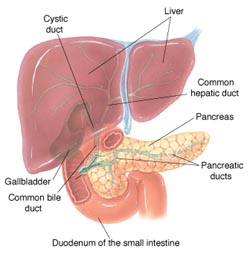 Cystic
duct
Liver
Common
hepatic duct
Pancreas
Pancreatic
ducts
Gallbladder
Common bile
duct
Duodenum of the small intestine